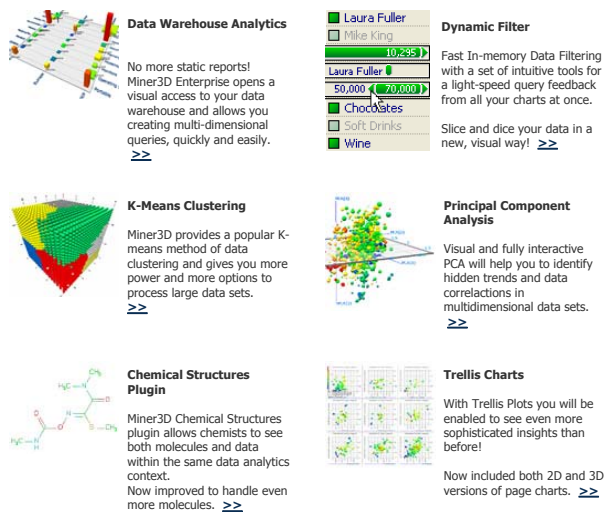 Data Warehouse Analytics
No more static reports!
Miner3D Enterprise opens a
visual access to your data
warehouse and allows you
creating multi-dimensional
queries, quickly and easily.
>>
Laura Fuller
Mike King
10,295
Laura Fuller
50,000
70,000
Chocolates
Soft Drinks
Wine
Dynamic Filter
Fast In-memory Data Filtering
with a set of intuitive tools for
a light-speed query feedback
from all your charts at once.
Slice and dice your data in a
new, visual way! >>
K-Means Clustering
Miner3D provides a popular K-
means method of data
clustering and gives you more
power and more options to
process large data sets.
>>
Principal Component
Analysis
Visual and fully interactive
PCA will help you to identify
hidden trends and data
correlactions in
multidimensional data sets.
>>
CH₃
H₃C N
O
O
N
S
CH₃
H₃C N
H
O
Chemical Structures
Plugin
Miner3D Chemical Structures
plugin allows chemists to see
both molecules and data
within the same data analytics
context.
Now improved to handle even
more molecules. >>
Trellis Charts
With Trellis Plots you will be
enabled to see even more
sophisticated insights than
before!
Now included both 2D and 3D
versions of page charts. >>